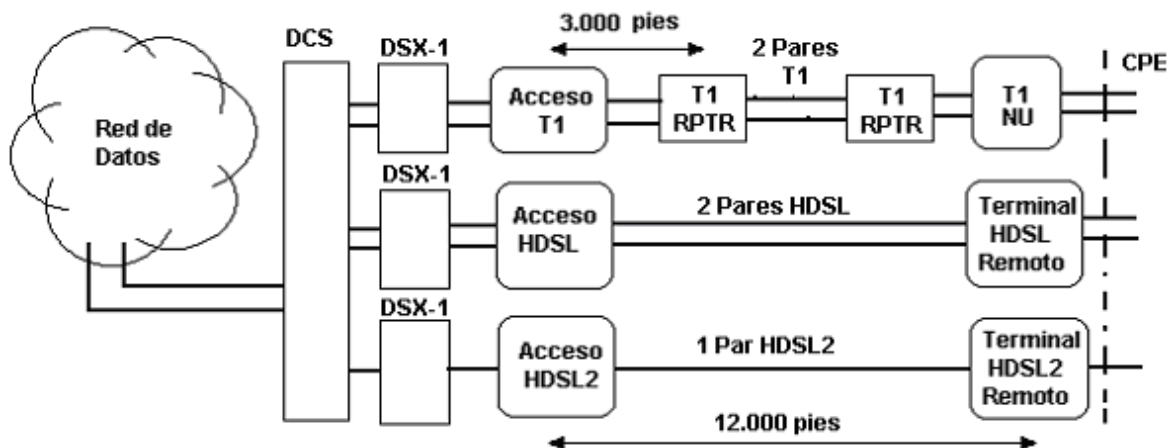 3.000 pies
DCS
DSX-1
2 Pares
T1
CPE
Red de
Datos
Acceso
T1
T1
RPTR
T1
RPTR
T1
NU
DSX-1
Acceso
HDSL
2 Pares HDSL
Terminal
HDSL
Remoto
DSX-1
Acceso
HDSL2
1 Par HDSL2
Terminal
HDSL2
Remoto
12.000 pies